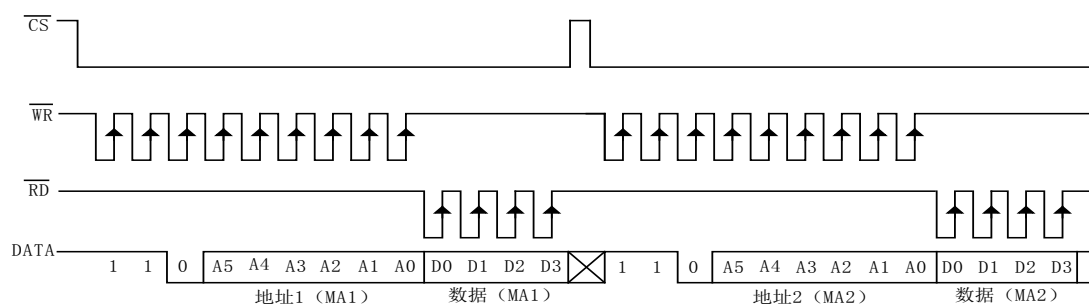 CS
WR
RD
DATA 1 1 0 A5 A4 A3 A2 A1 A0 D0 D1 D2 D3 1 1 0 A5 A4 A3 A2 A1 A0 D0 D1 D2 D3
地址1（MA1） 数据（MA1） 地址2（MA2） 数据（MA2）